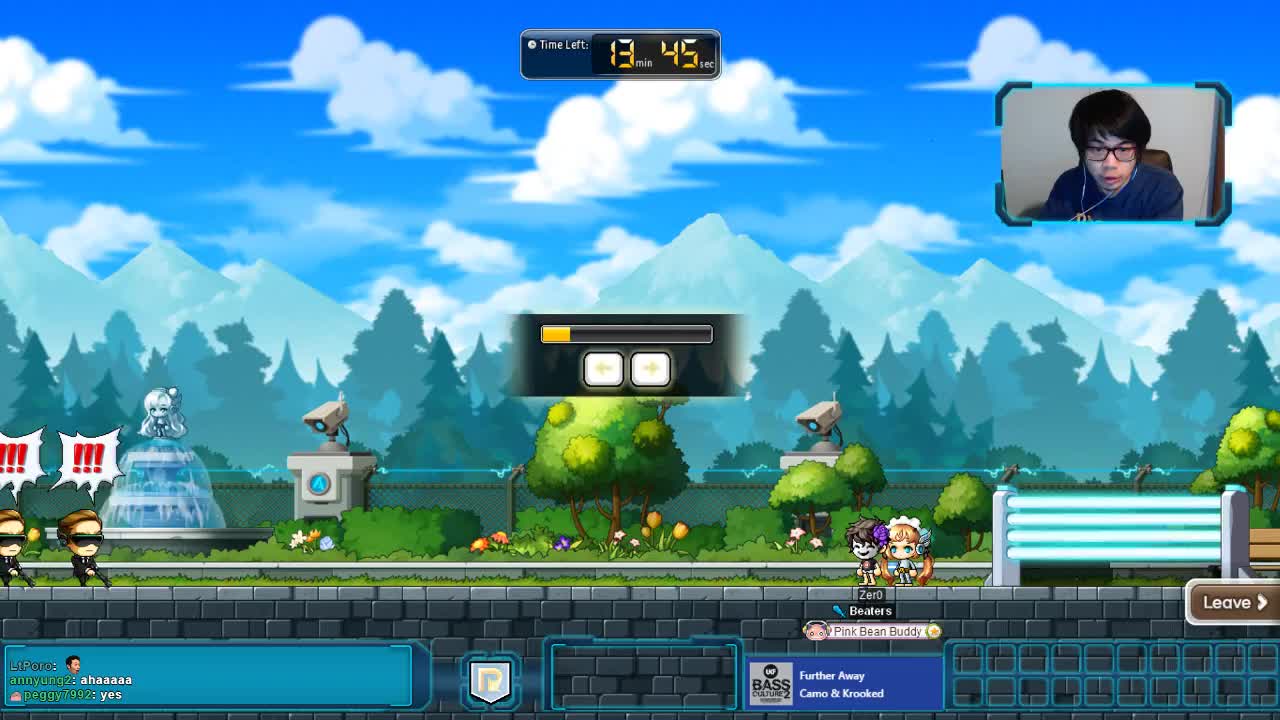 Time Left: 13 min 45 sec
!!!
!!!
Leave
Zer0
Beaters
Pink Bean Buddy
LtPoro:
annyung2: ahaaaaa
peggy7992: yes
UKF
BASS
CULTURE 2
Further Away
Camo & Krooked